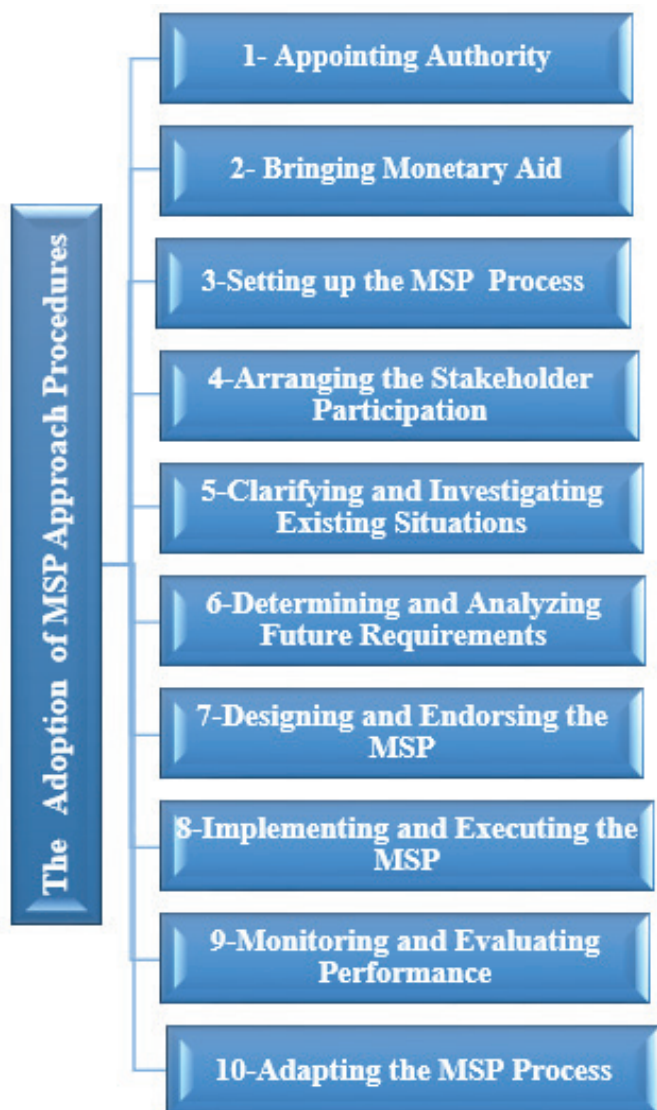 The Adoption of MSP Approach Procedures
1- Appointing Authority
2- Bringing Monetary Aid
3-Setting up the MSP Process
4-Arranging the Stakeholder
Participation
5-Clarifying and Investigating
Existing Situations
6-Determining and Analyzing
Future Requirements
7-Designing and Endorsing the
MSP
8-Implementing and Executing the
MSP
9-Monitoring and Evaluating
Performance
10-Adapting the MSP Process